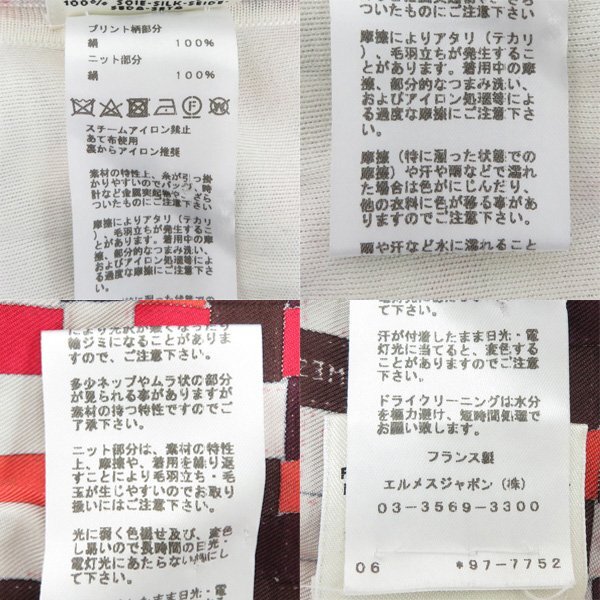 100% SOIE-SILK-SEIDE
プリント柄部分
絹 100%
ニット部分
絹 100%
スチームアイロン禁止
あて布使用
裏からアイロン推奨
素材の特性上、糸が引っ掛
かりやすいのでバッグ、時
計など金属突起物や、ざら
ついたものにご注意下さい
摩擦によりアタリ(テカリ
)、毛羽立ちが発生するこ
とがあります。着用中の摩
擦、部分的なつまみ洗い、
およびアイロン処理等によ
る過度な摩擦にご注意下さ
い。
ついたものにご注意下さい
摩擦によりアタリ(テカリ
)、毛羽立ちが発生するこ
とがあります。着用中の摩
擦、部分的なつまみ洗い、
およびアイロン処理等によ
る過度な摩擦にご注意下さい
摩擦(特に湿った状態での
摩擦)や汗や雨などで濡れ
た場合は色がにじんだり、
他の衣料に色が移る事があ
りますのでご注意下さい。
雨や汗など水に濡れること
により光沢が無くなったり
輪ジミになることがありま
すので、ご注意下さい。
多少ネップやムラ状の部分
が見られる事がありますが
素材の持つ特性ですのでご
了承下さい。
ニット部分は、素材の特性
上、摩擦や、着用を繰り返
すことにより毛羽立ち・毛
玉が生じやすいのでお取り
扱いにはご注意下さい。
光に弱く色褪せ及び、変色
し易いので長時間の日光・
電灯光にあたらないように
して下さい。
て下さい。
汗が付着したまま日光・電
灯光に当てると、変色する
ことがありますのでご注意
下さい。
ドライクリーニングは水分
を極力避け、短時間処理で
お願い致します。
フランス製
エルメスジャポン(株)
03-3569-3300
06 *97-7752